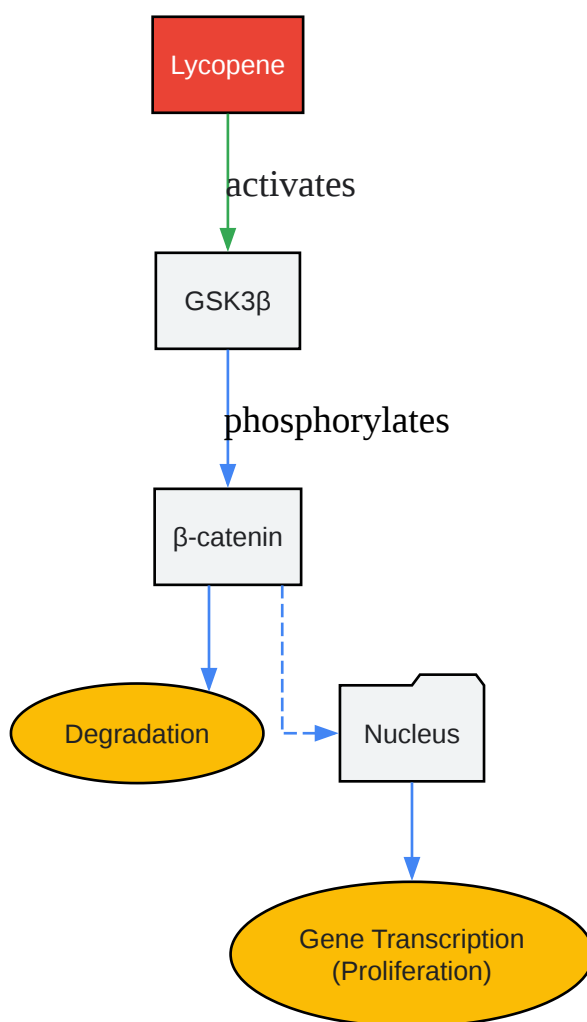 Lycopene
activates
GSK3β
phosphorylates
β-catenin
Degradation
Nucleus
Gene Transcription
(Proliferation)